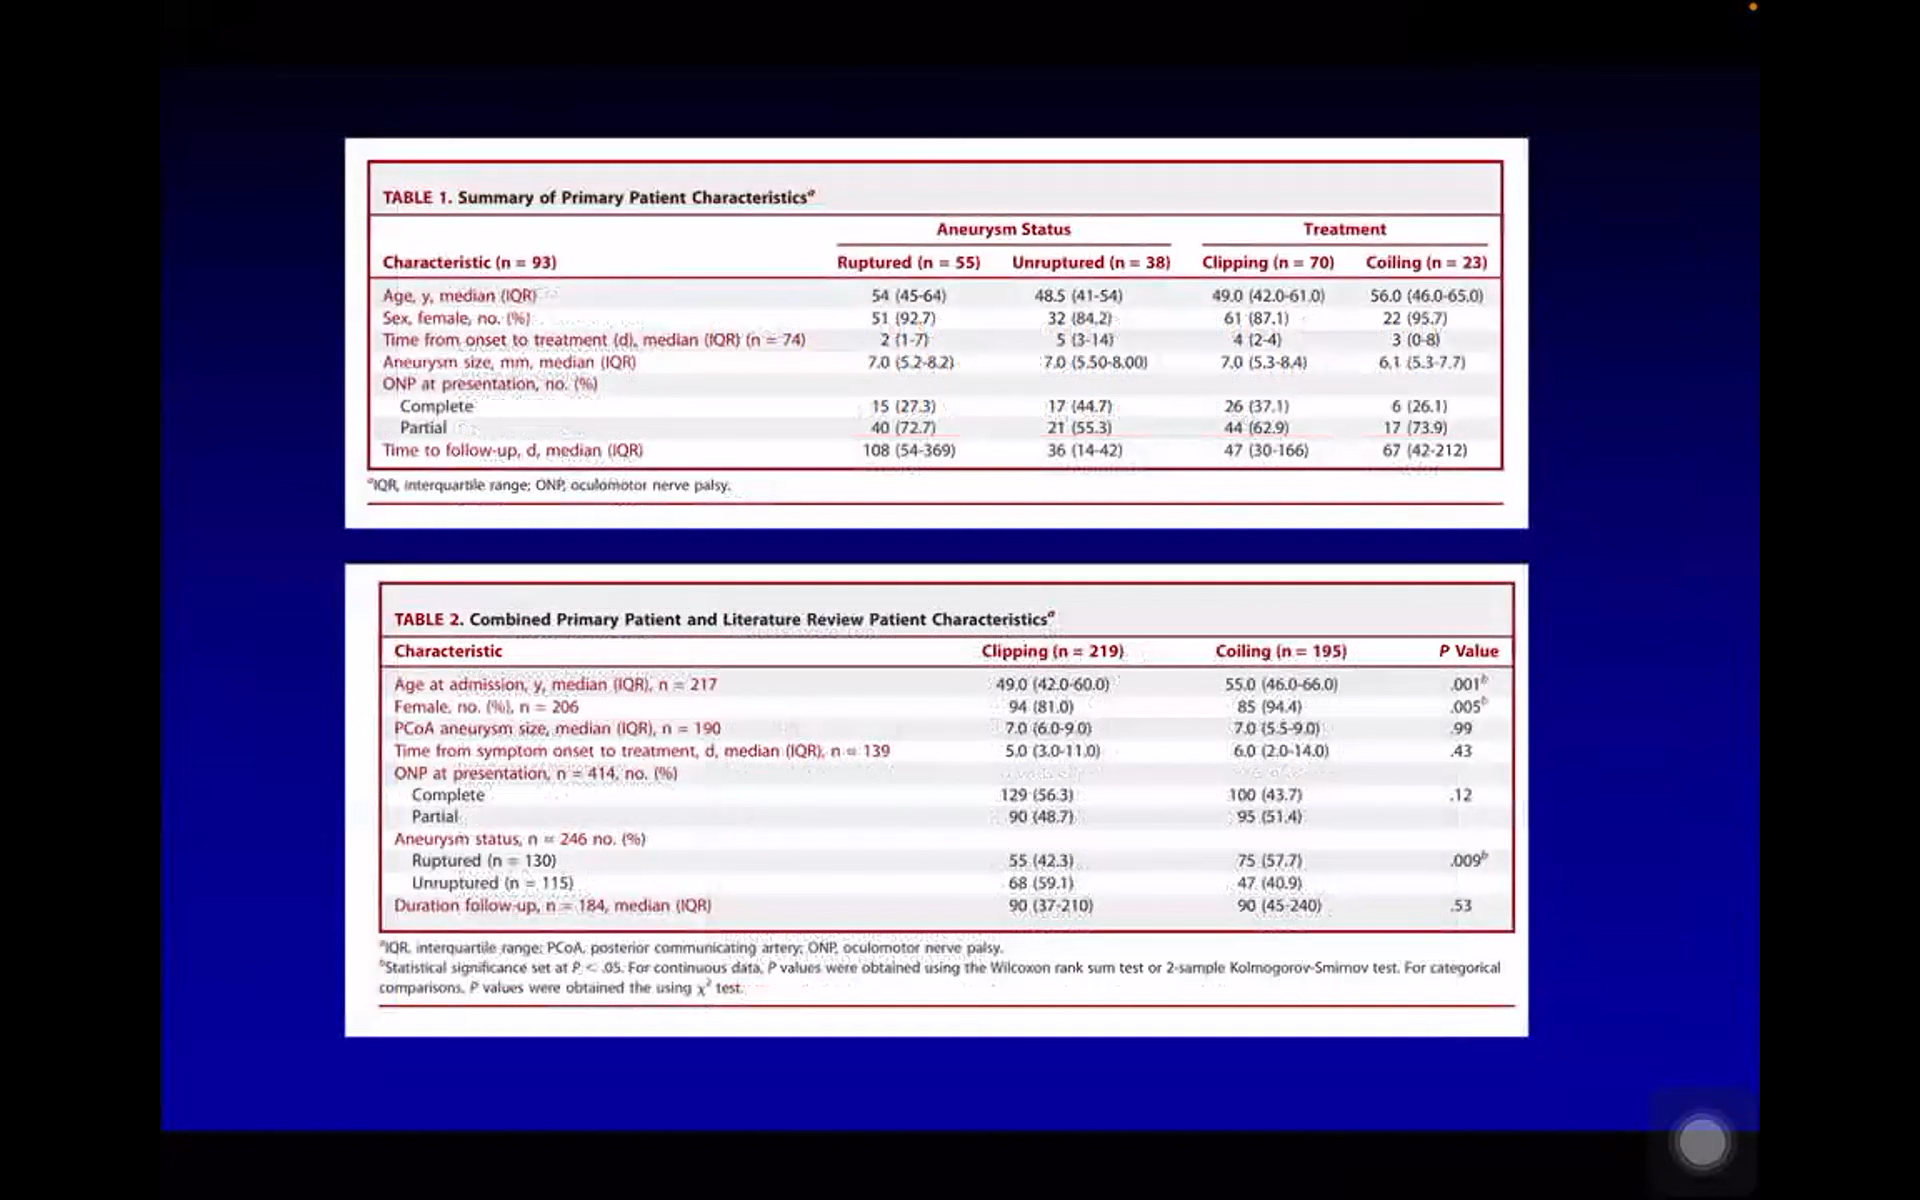 TABLE 1. Summary of Primary Patient Characteristicsᵃ
Aneurysm Status Treatment
Characteristic (n = 93) Ruptured (n = 55) Unruptured (n = 38) Clipping (n = 70) Coiling (n = 23)
Age, y, median (IQR) 54 (45-64) 48.5 (41-54) 49.0 (42.0-61.0) 56.0 (46.0-65.0)
Sex, female, no. (%) 51 (92.7) 32 (84.2) 61 (87.1) 22 (95.7)
Time from onset to treatment (d), median (IQR) (n = 74) 2 (1-7) 5 (3-14) 4 (2-4) 3 (0-8)
Aneurysm size, mm, median (IQR) 7.0 (5.2-8.2) 7.0 (5.50-8.00) 7.0 (5.3-8.4) 6.1 (5.3-7.7)
ONP at presentation, no. (%)
Complete 15 (27.3) 17 (44.7) 26 (37.1) 6 (26.1)
Partial 40 (72.7) 21 (55.3) 44 (62.9) 17 (73.9)
Time to follow-up, d, median (IQR) 108 (54-369) 36 (14-42) 47 (30-166) 67 (42-212)
ᵃIQR, interquartile range; ONP, oculomotor nerve palsy.
TABLE 2. Combined Primary Patient and Literature Review Patient Characteristicsᵃ
Characteristic Clipping (n = 219) Coiling (n = 195) P Value
Age at admission, y, median (IQR), n = 217 49.0 (42.0-60.0) 55.0 (46.0-66.0) .001ᵇ
Female, no. (%), n = 206 94 (81.0) 85 (94.4) .005ᵇ
PCoA aneurysm size, median (IQR), n = 190 7.0 (6.0-9.0) 7.0 (5.5-9.0) .99
Time from symptom onset to treatment, d, median (IQR), n = 139 5.0 (3.0-11.0) 6.0 (2.0-14.0) .43
ONP at presentation, n = 414, no. (%)
Complete 129 (56.3) 100 (43.7) .12
Partial 90 (48.7) 95 (51.4)
Aneurysm status, n = 246 no. (%)
Ruptured (n = 130) 55 (42.3) 75 (57.7) .009ᵇ
Unruptured (n = 115) 68 (59.1) 47 (40.9)
Duration follow-up, n = 184, median (IQR) 90 (37-210) 90 (45-240) .53
ᵃIQR, interquartile range; PCoA, posterior communicating artery; ONP, oculomotor nerve palsy.
ᵇStatistical significance set at P < .05. For continuous data, P values were obtained using the Wilcoxon rank sum test or 2-sample Kolmogorov-Smirnov test. For categorical
comparisons, P values were obtained the using χ² test.